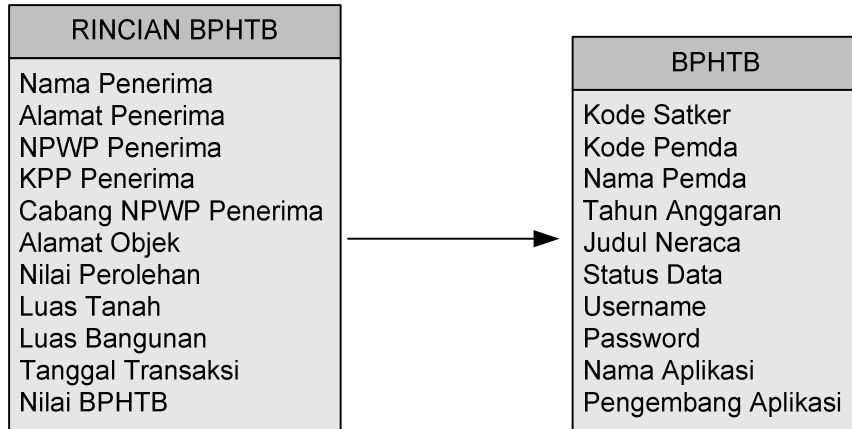 RINCIAN BPHTB
Nama Penerima
Alamat Penerima
NPWP Penerima
KPP Penerima
Cabang NPWP Penerima
Alamat Objek
Nilai Perolehan
Luas Tanah
Luas Bangunan
Tanggal Transaksi
Nilai BPHTB
BPHTB
Kode Satker
Kode Pemda
Nama Pemda
Tahun Anggaran
Judul Neraca
Status Data
Username
Password
Nama Aplikasi
Pengembang Aplikasi